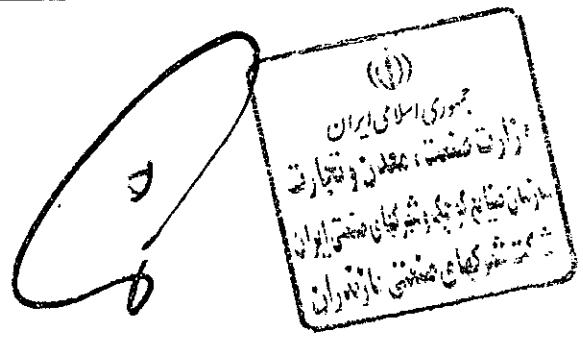 جمهوری اسلامی ایران
وزارت صنعت، معدن و تجارت
سازمان صنایع کوچک و شهرکهای صنعتی ایران
شرکت شهرکهای صنعتی مازندران